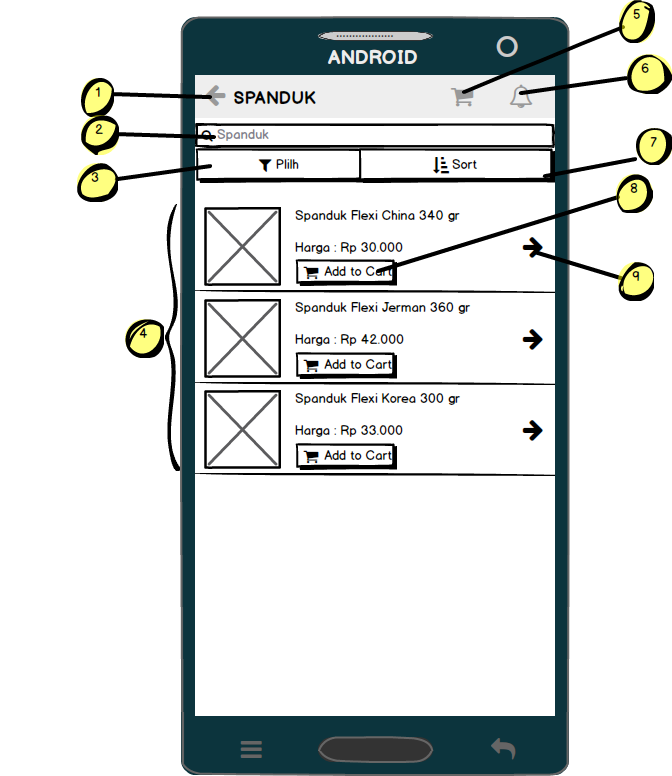 5
ANDROID
6
1
SPANDUK
2
Spanduk
7
3
Plilh
Sort
8
Spanduk Flexi China 340 gr
Harga : Rp 30.000
Add to Cart
9
Spanduk Flexi Jerman 360 gr
4
Harga : Rp 42.000
Add to Cart
Spanduk Flexi Korea 300 gr
Harga : Rp 33.000
Add to Cart